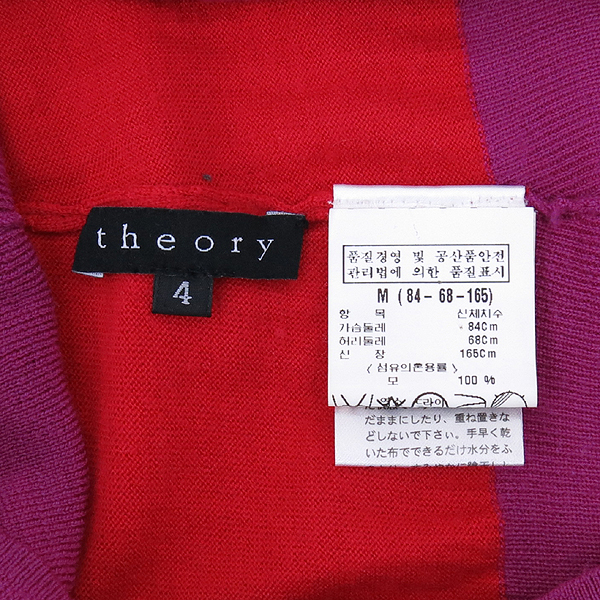 theory
4
품질경영 및 공산품안전
관리법에 의한 품질표시
M (84-68-165)
항 목 신체치수
가슴둘레 84Cm
허리둘레 68Cm
신 장 165Cm
〈 섬유의혼용률 〉
모 100 %
だままにしたり、重ね置きな
どしないで下さい。手早く乾
いた布でできるだけ水分をふ